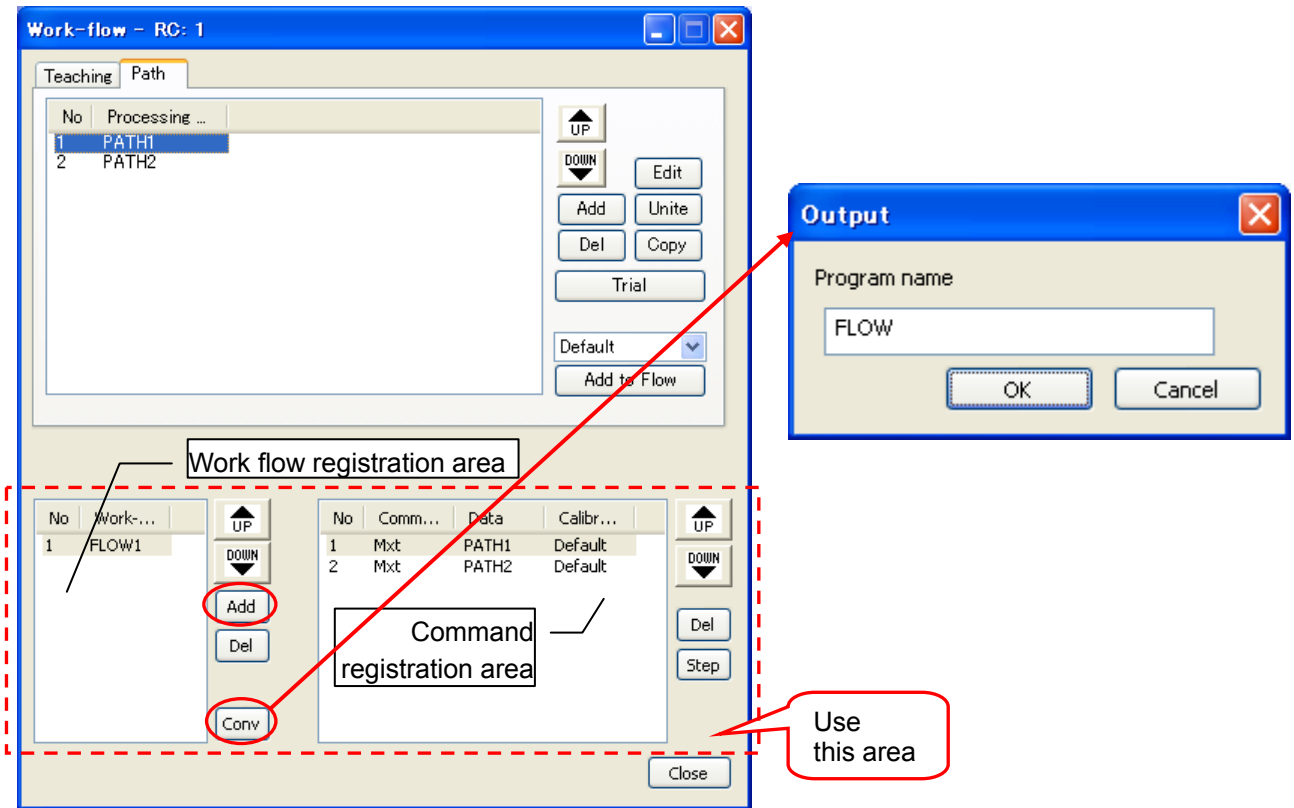 Work-flow - RC: 1
Teaching Path
No Processing ...
1 PATH1
2 PATH2
UP
DOWN
Edit
Add Unite
Del Copy
Trial
Default
Add to Flow
Output
Program name
FLOW
OK Cancel
Work flow registration area
No Work-...
1 FLOW1
UP
DOWN
Add
Del
Conv
No Comm... Data Calibr...
1 Mxt PATH1 Default
2 Mxt PATH2 Default
Command
registration area
UP
DOWN
Del
Step
Use
this area
Close